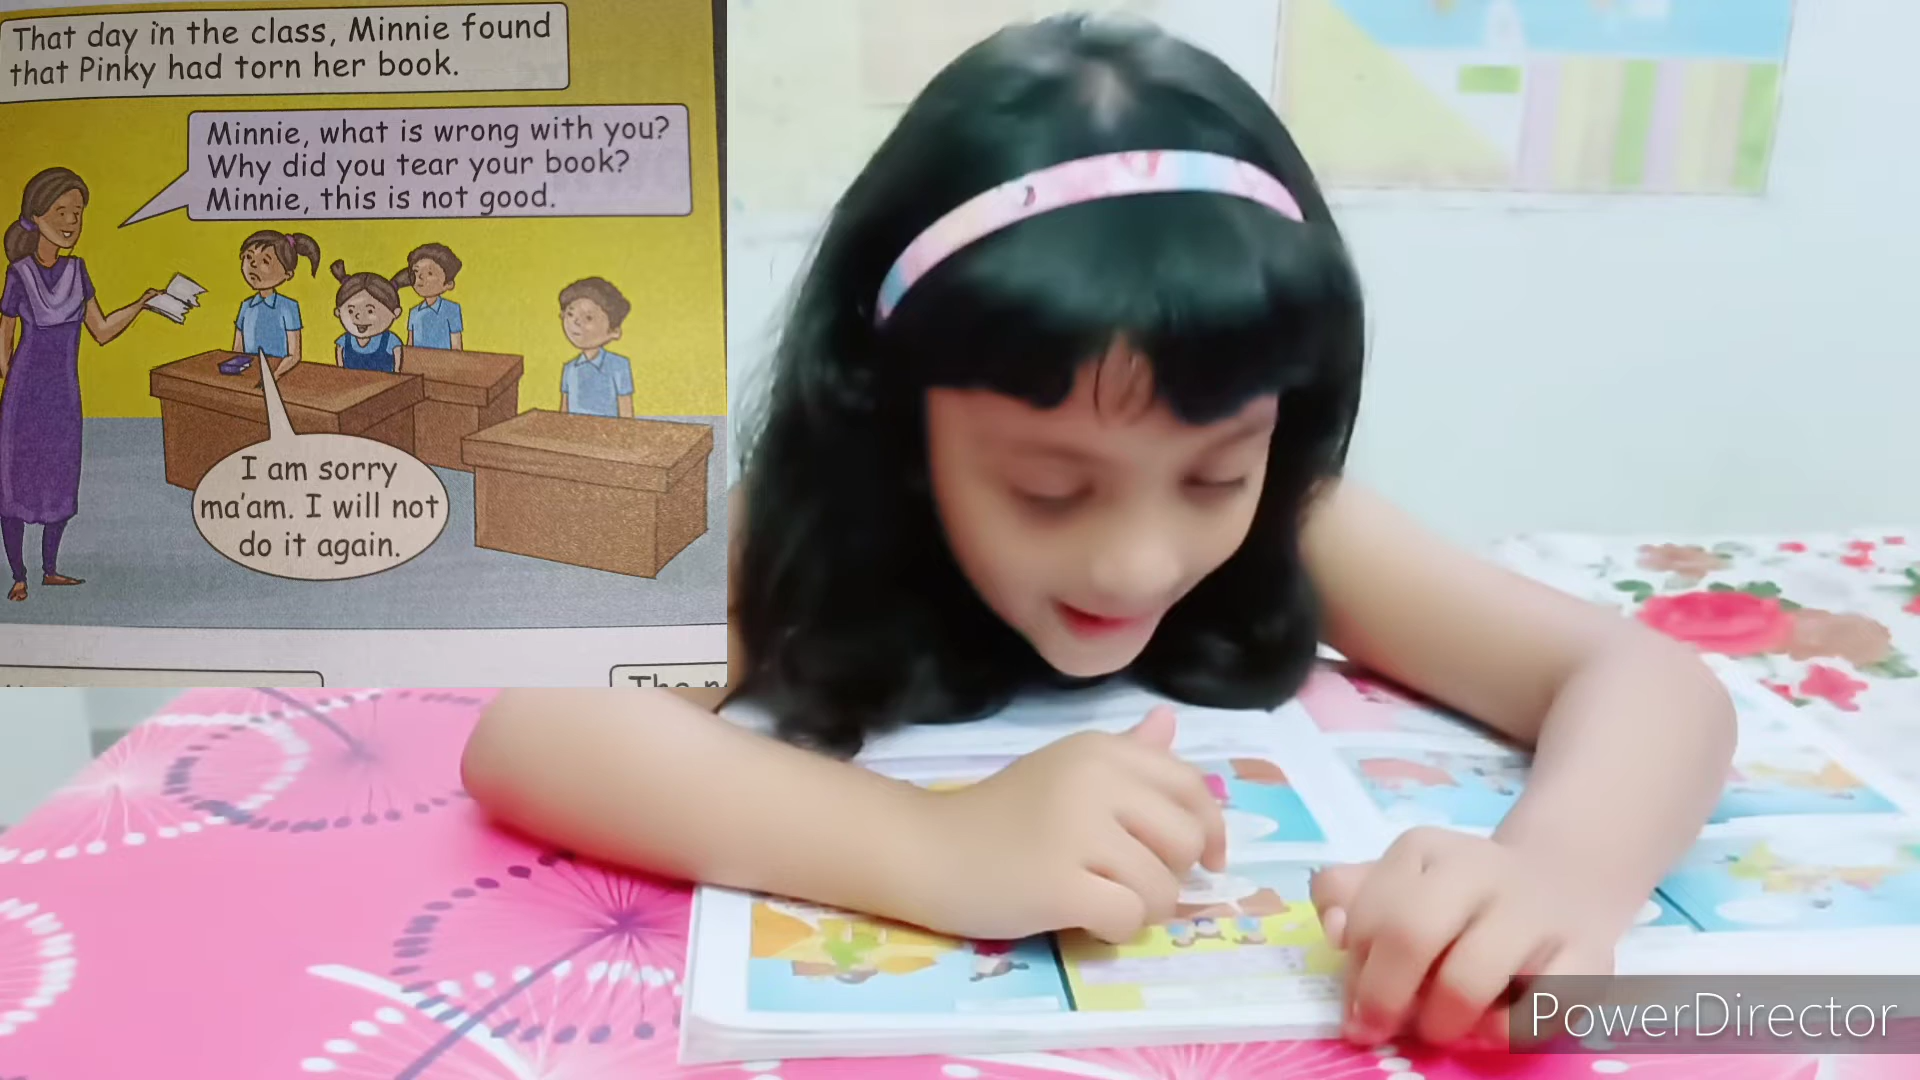 That day in the class, Minnie found
that Pinky had torn her book.
Minnie, what is wrong with you?
Why did you tear your book?
Minnie, this is not good.
I am sorry
ma'am. I will not
do it again.
PowerDirector